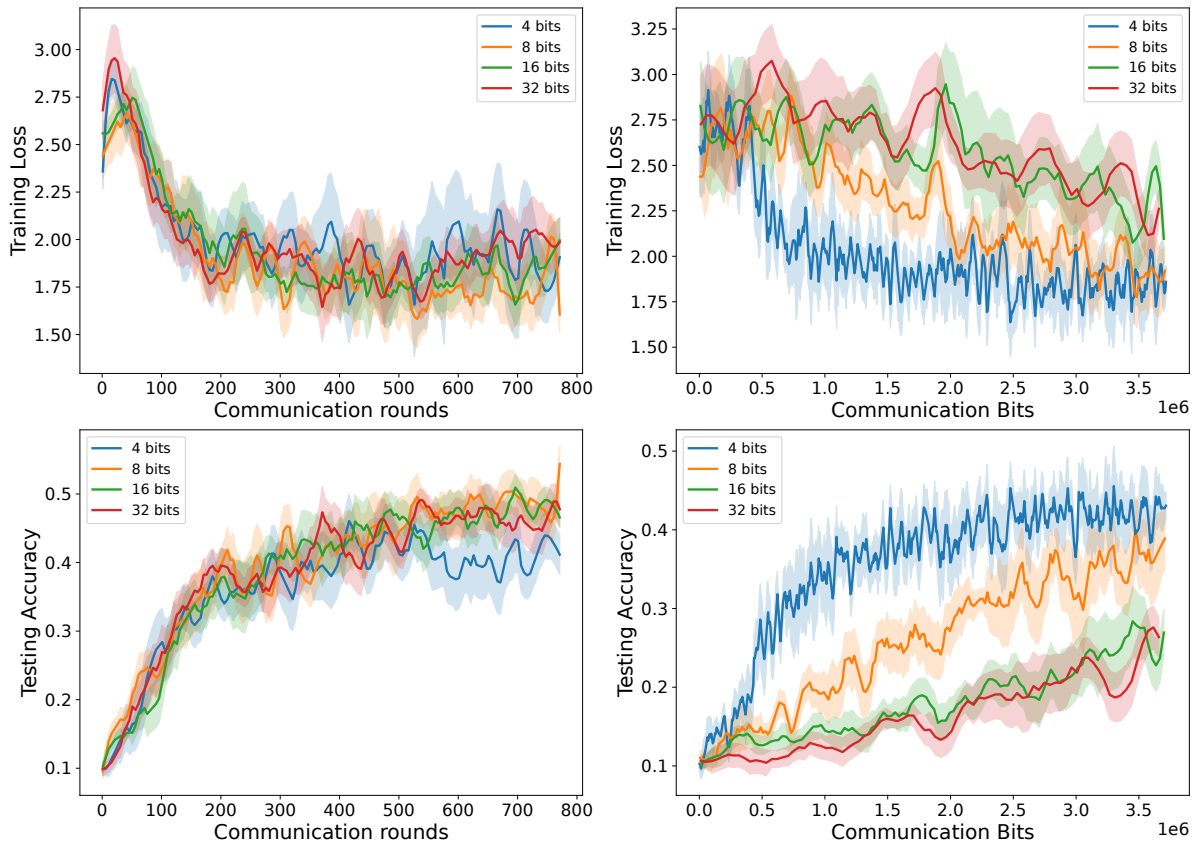 4 bits
8 bits
16 bits
32 bits
3.00
2.75
2.50
2.25
2.00
1.75
1.50
Training Loss
0 100 200 300 400 500 600 700 800
Communication rounds
4 bits
8 bits
16 bits
32 bits
3.25
3.00
2.75
2.50
2.25
2.00
1.75
1.50
Training Loss
0.0 0.5 1.0 1.5 2.0 2.5 3.0 3.5
Communication Bits
1e6
4 bits
8 bits
16 bits
32 bits
0.5
0.4
0.3
0.2
0.1
Testing Accuracy
0 100 200 300 400 500 600 700 800
Communication rounds
4 bits
8 bits
16 bits
32 bits
0.5
0.4
0.3
0.2
0.1
Testing Accuracy
0.0 0.5 1.0 1.5 2.0 2.5 3.0 3.5
Communication Bits
1e6